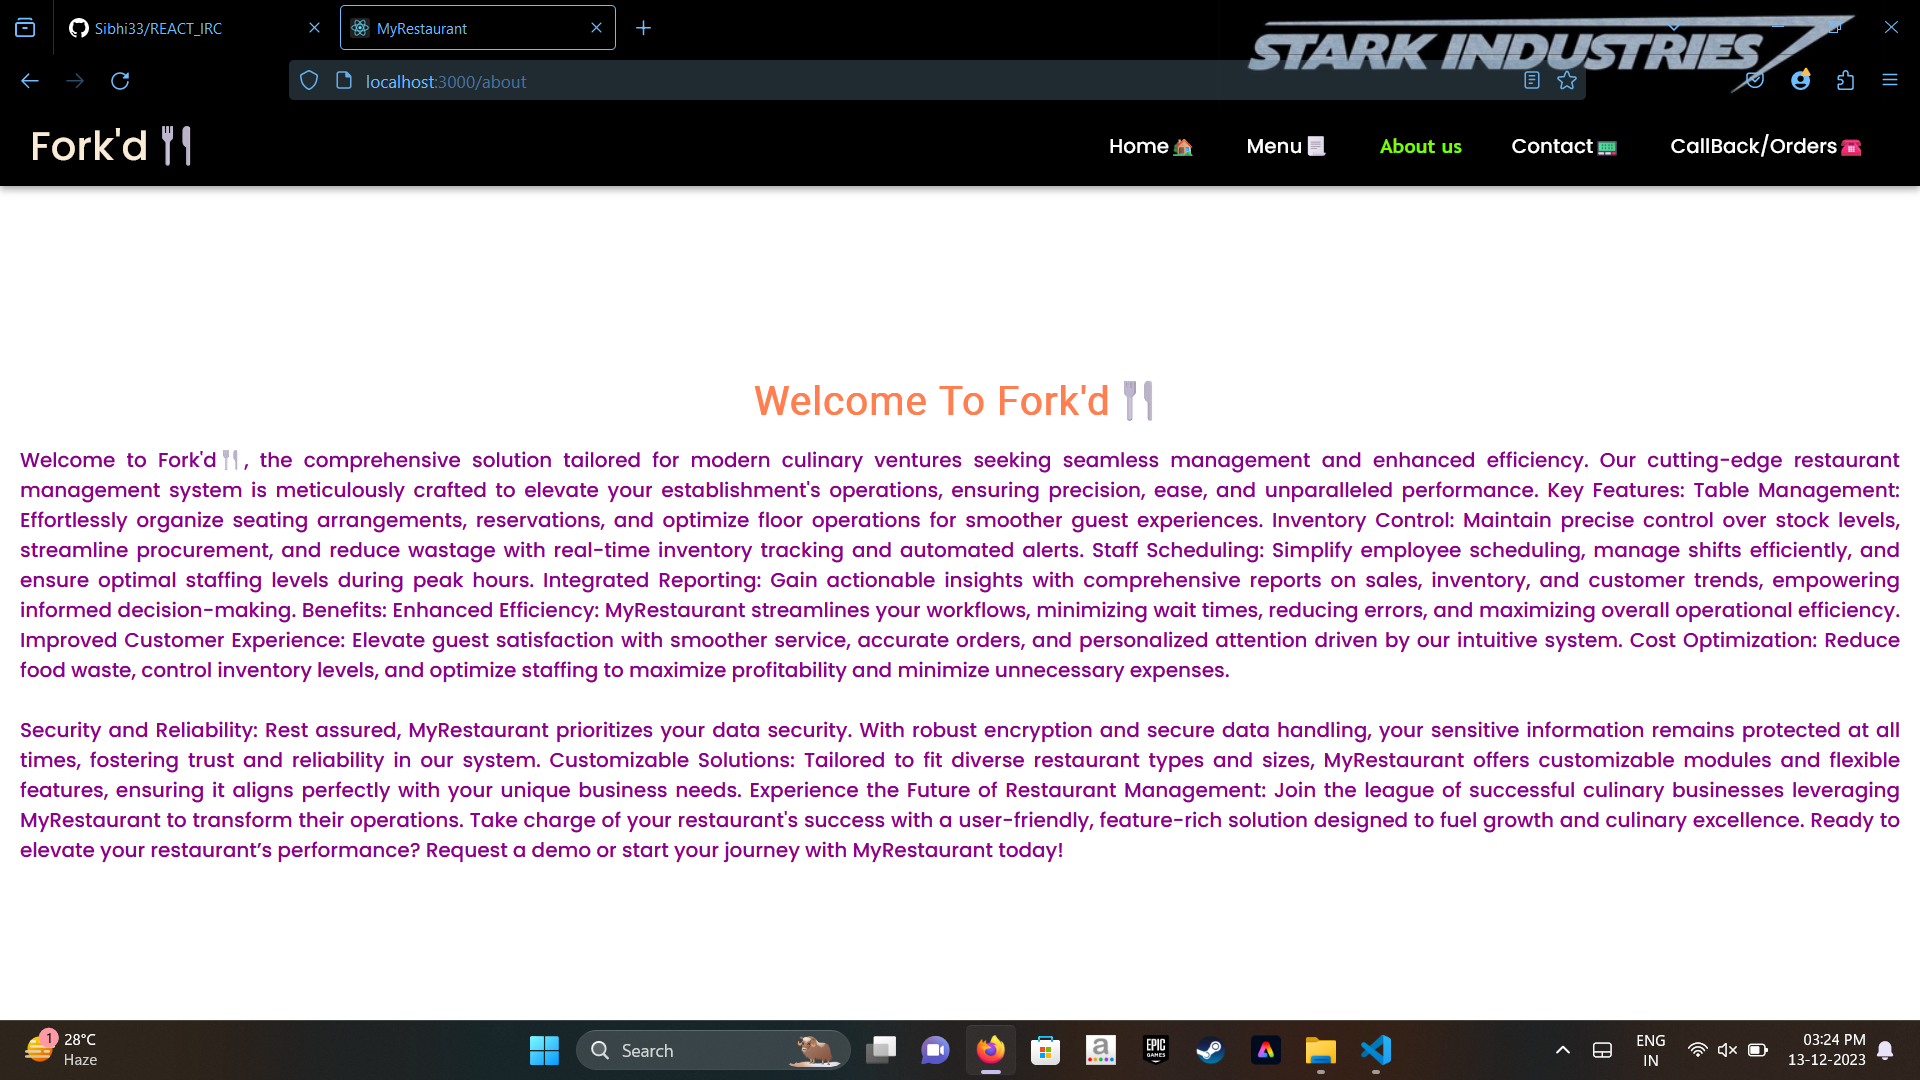 Sibhi33/REACT_IRC
MyRestaurant
STARK INDUSTRIES
localhost:3000/about
Fork'd
Home
Menu
About us
Contact
CallBack/Orders
Welcome To Fork'd
Welcome to Fork'd, the comprehensive solution tailored for modern culinary ventures seeking seamless management and enhanced efficiency. Our cutting-edge restaurant
management system is meticulously crafted to elevate your establishment's operations, ensuring precision, ease, and unparalleled performance. Key Features: Table Management:
Effortlessly organize seating arrangements, reservations, and optimize floor operations for smoother guest experiences. Inventory Control: Maintain precise control over stock levels,
streamline procurement, and reduce wastage with real-time inventory tracking and automated alerts. Staff Scheduling: Simplify employee scheduling, manage shifts efficiently, and
ensure optimal staffing levels during peak hours. Integrated Reporting: Gain actionable insights with comprehensive reports on sales, inventory, and customer trends, empowering
informed decision-making. Benefits: Enhanced Efficiency: MyRestaurant streamlines your workflows, minimizing wait times, reducing errors, and maximizing overall operational efficiency.
Improved Customer Experience: Elevate guest satisfaction with smoother service, accurate orders, and personalized attention driven by our intuitive system. Cost Optimization: Reduce
food waste, control inventory levels, and optimize staffing to maximize profitability and minimize unnecessary expenses.
Security and Reliability: Rest assured, MyRestaurant prioritizes your data security. With robust encryption and secure data handling, your sensitive information remains protected at all
times, fostering trust and reliability in our system. Customizable Solutions: Tailored to fit diverse restaurant types and sizes, MyRestaurant offers customizable modules and flexible
features, ensuring it aligns perfectly with your unique business needs. Experience the Future of Restaurant Management: Join the league of successful culinary businesses leveraging
MyRestaurant to transform their operations. Take charge of your restaurant's success with a user-friendly, feature-rich solution designed to fuel growth and culinary excellence. Ready to
elevate your restaurant’s performance? Request a demo or start your journey with MyRestaurant today!
1
28°C
Haze
Search
a
EPIC
GAMES
ENG
IN
03:24 PM
13-12-2023